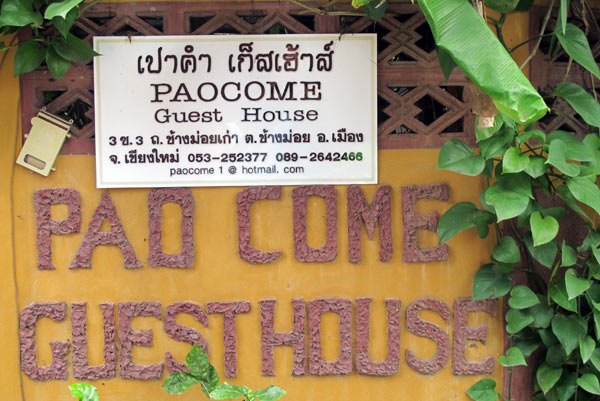 เปาคำ เก็สเฮ้าส์
PAOCOME
Guest House
3 ซ. 3 ถ. ช้างม่อยเก่า ต. ช้างม่อย อ. เมือง
จ. เชียงใหม่ 053-252377 089-2642466
paocome 1 @ hotmail. com
PAO COME
GUEST HOUSE